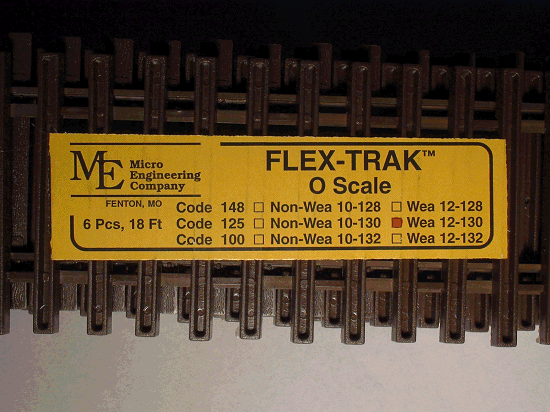 ME Micro Engineering Company
FENTON, MO
6 Pcs, 18 Ft
FLEX-TRAK™
O Scale
Code 148 ☐ Non-Wea 10-128 ☐ Wea 12-128
Code 125 ☐ Non-Wea 10-130 ■ Wea 12-130
Code 100 ☐ Non-Wea 10-132 ☐ Wea 12-132